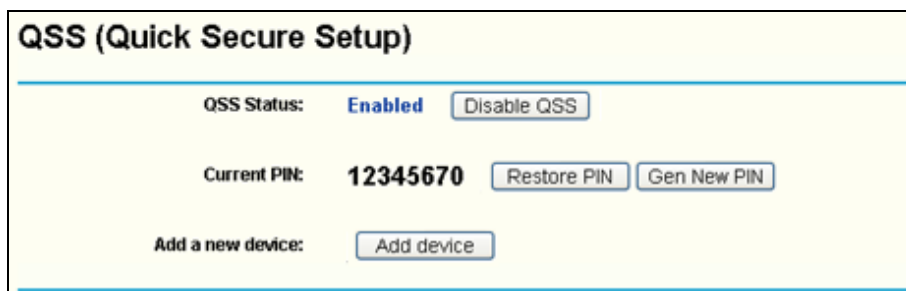 QSS (Quick Secure Setup)
QSS Status: Enabled Disable QSS
Current PIN: 12345670 Restore PIN Gen New PIN
Add a new device: Add device